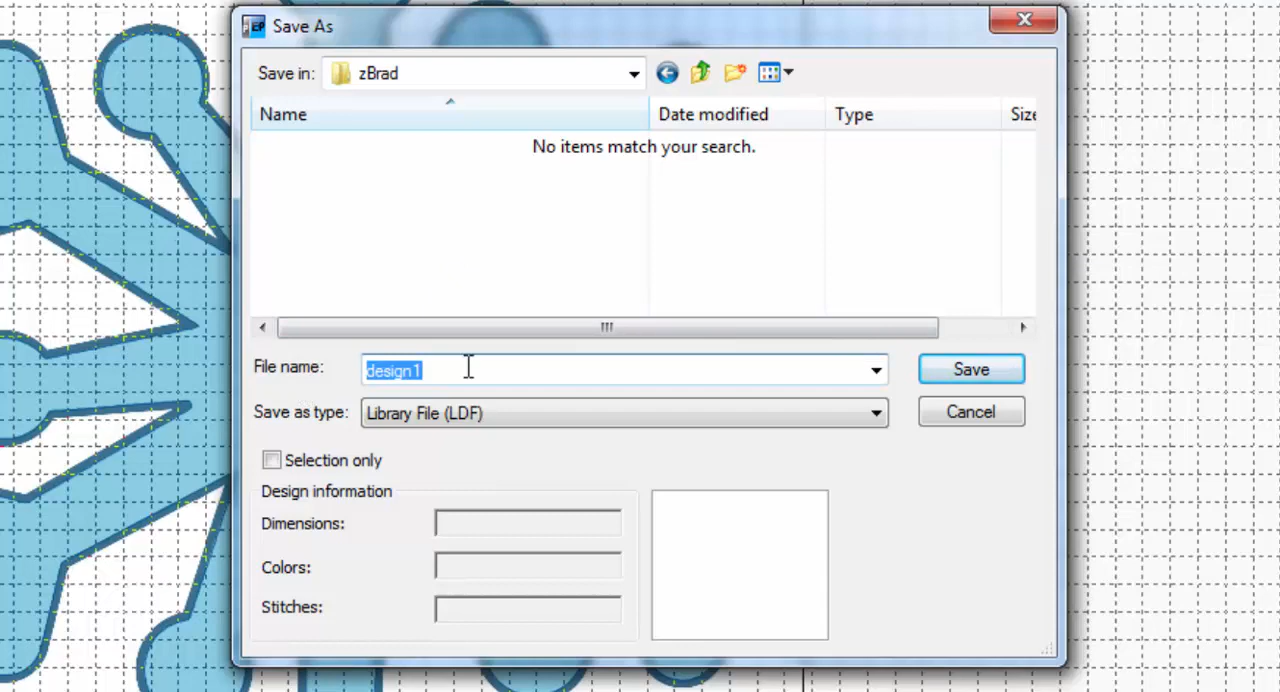 EP Save As
Save in: zBrad
Name Date modified Type Size
No items match your search.
File name: design1 Save
Save as type: Library File (LDF) Cancel
Selection only
Design information
Dimensions:
Colors:
Stitches: